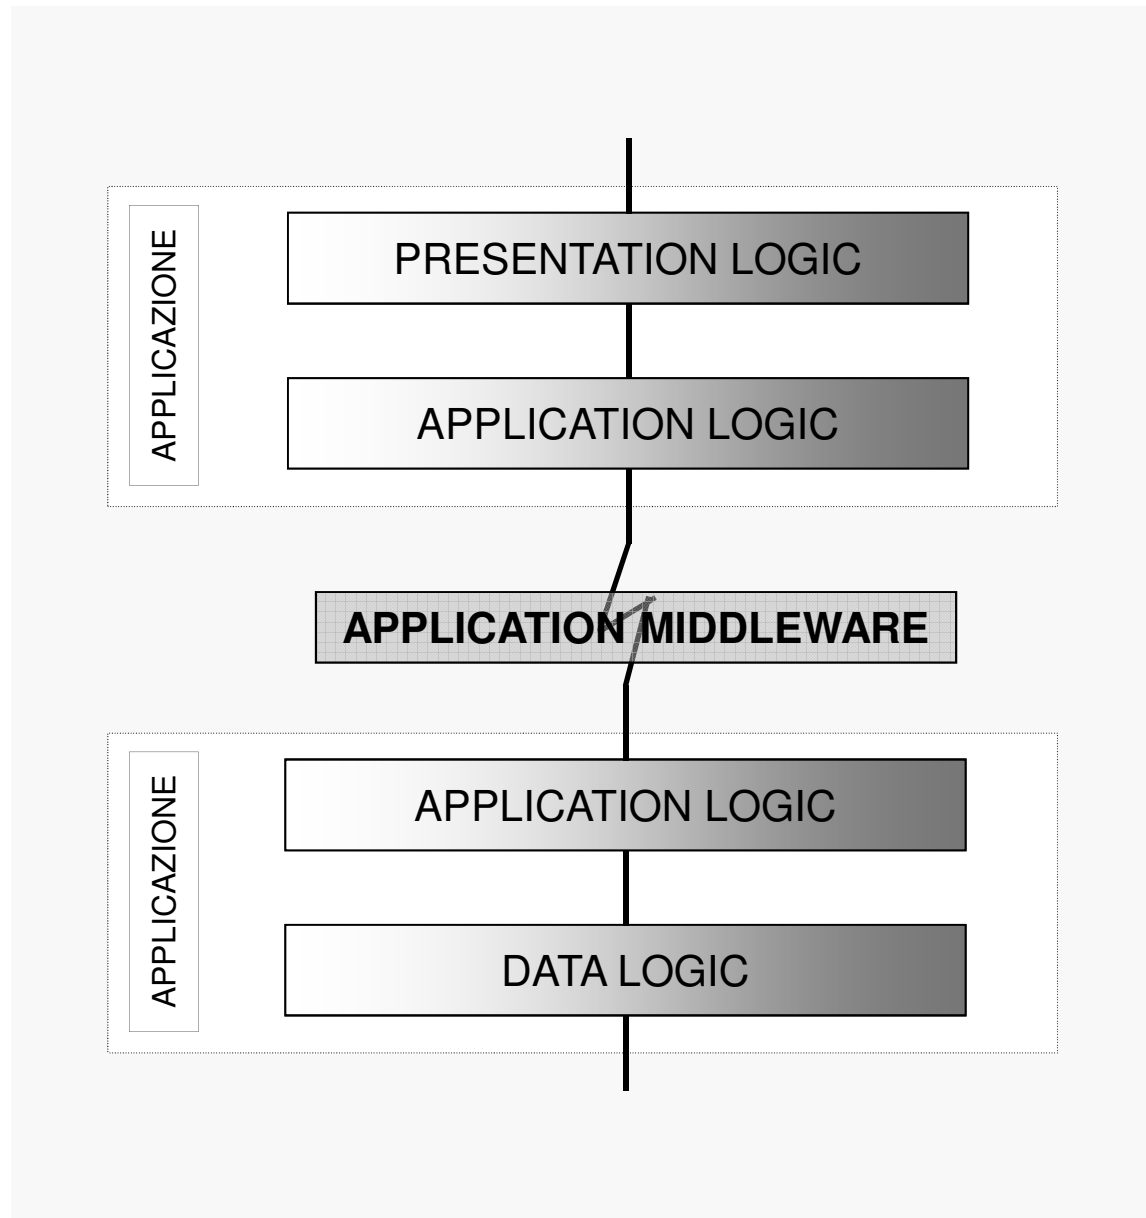 APPLICAZIONE
PRESENTATION LOGIC
APPLICATION LOGIC
APPLICATION MIDDLEWARE
APPLICAZIONE
APPLICATION LOGIC
DATA LOGIC